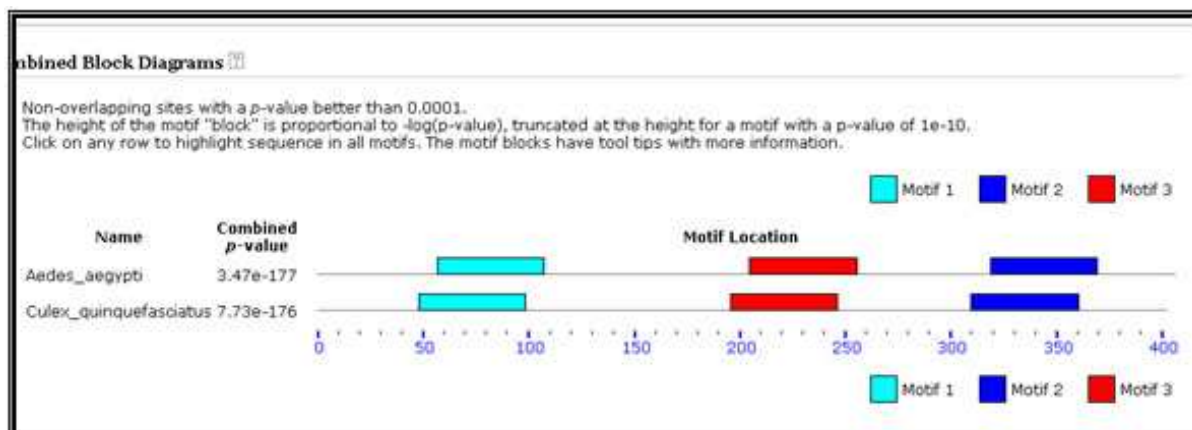 nbined Block Diagrams
Non-overlapping sites with a p-value better than 0.0001.
The height of the motif "block" is proportional to -log(p-value), truncated at the height for a motif with a p-value of 1e-10.
Click on any row to highlight sequence in all motifs. The motif blocks have tool tips with more information.
Motif 1 Motif 2 Motif 3
Name Combined p-value Motif Location
Aedes_aegypti 3.47e-177
Culex_quinquefasciatus 7.73e-176
0 50 100 150 200 250 300 350 400
Motif 1 Motif 2 Motif 3